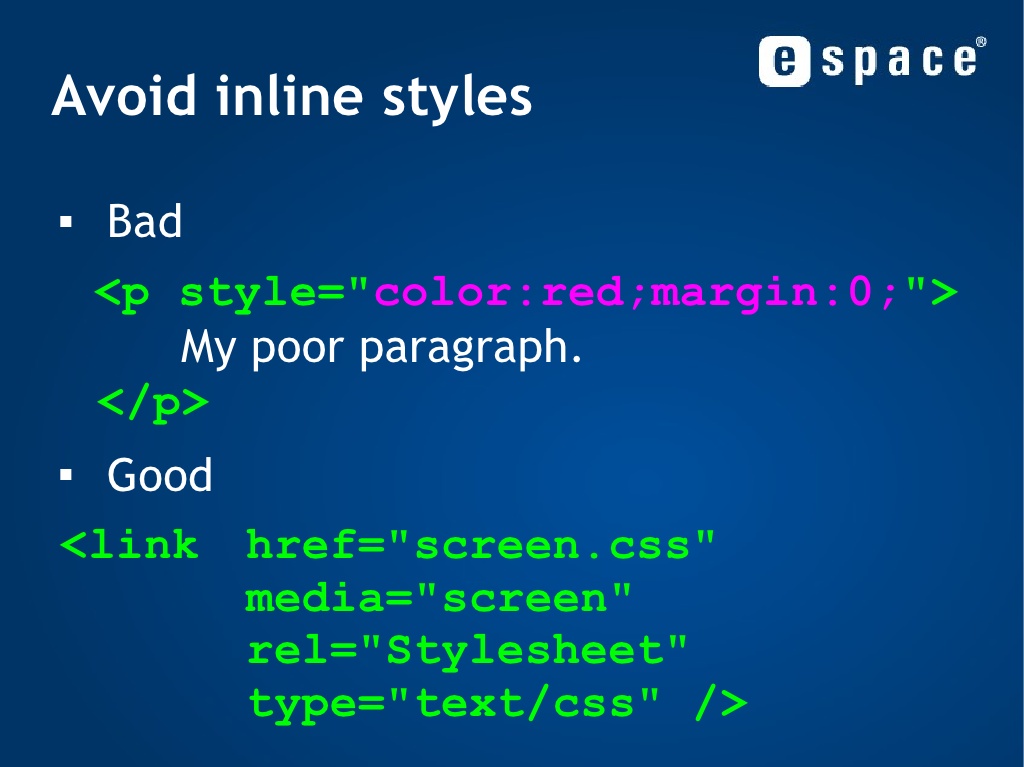 espace®
Avoid inline styles
▪ Bad
<p style="color:red;margin:0;">
My poor paragraph.
</p>
▪ Good
<link href="screen.css"
media="screen"
rel="Stylesheet"
type="text/css" />